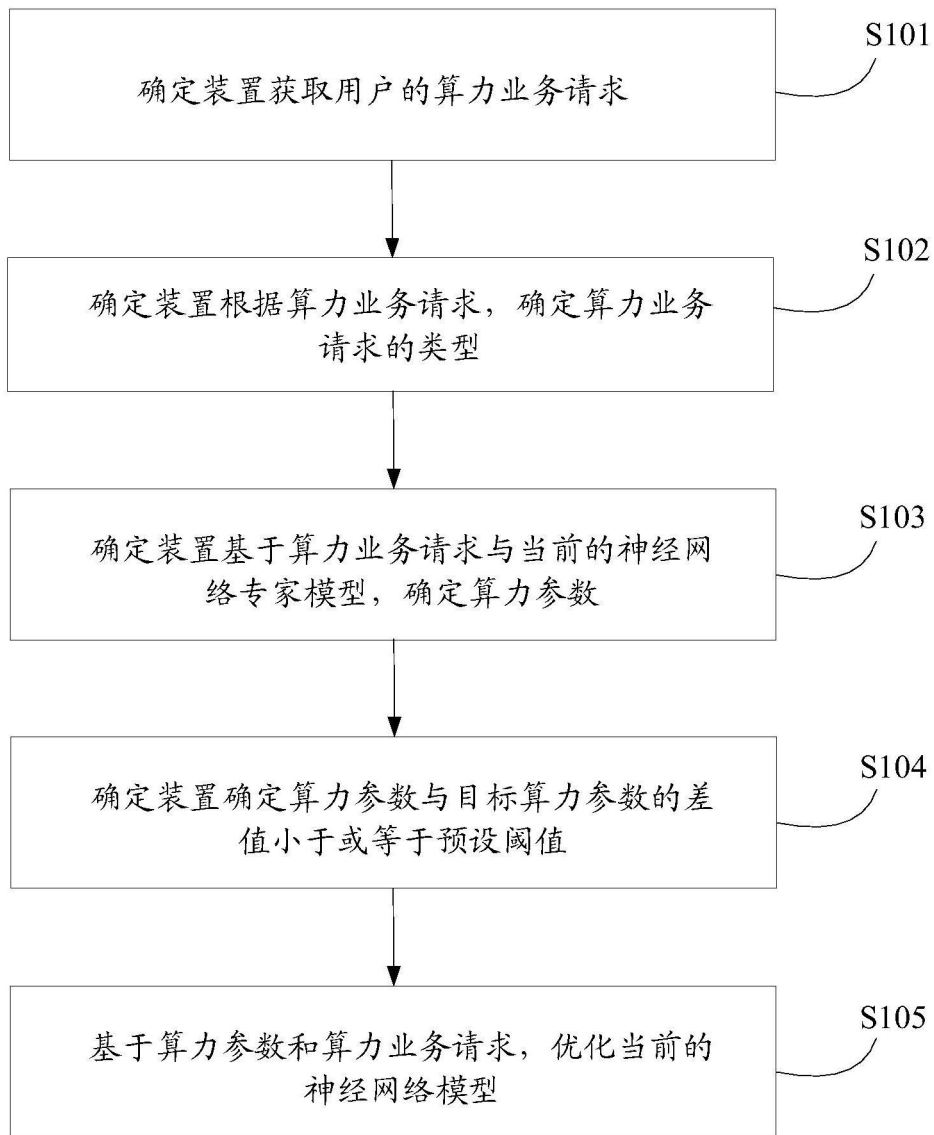 S101
确定装置获取用户的算力业务请求
S102
确定装置根据算力业务请求，确定算力业务
请求的类型
S103
确定装置基于算力业务请求与当前的神经网
络专家模型，确定算力参数
S104
确定装置确定算力参数与目标算力参数的差
值小于或等于预设阈值
S105
基于算力参数和算力业务请求，优化当前的
神经网络模型